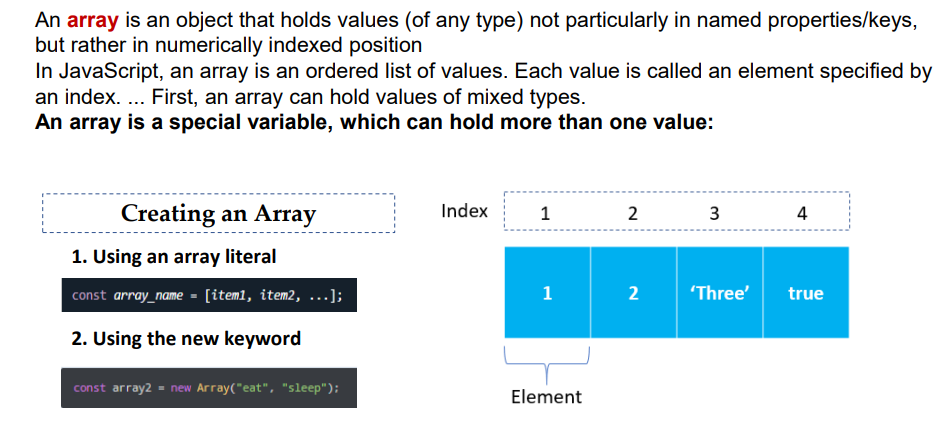 An array is an object that holds values (of any type) not particularly in named properties/keys,
but rather in numerically indexed position
In JavaScript, an array is an ordered list of values. Each value is called an element specified by
an index. ... First, an array can hold values of mixed types.
An array is a special variable, which can hold more than one value:
Creating an Array
1. Using an array literal
const array_name = [item1, item2, ...];
2. Using the new keyword
const array2 = new Array("eat", "sleep");
Index 1 2 3 4
1 2 ‘Three’ true
Element